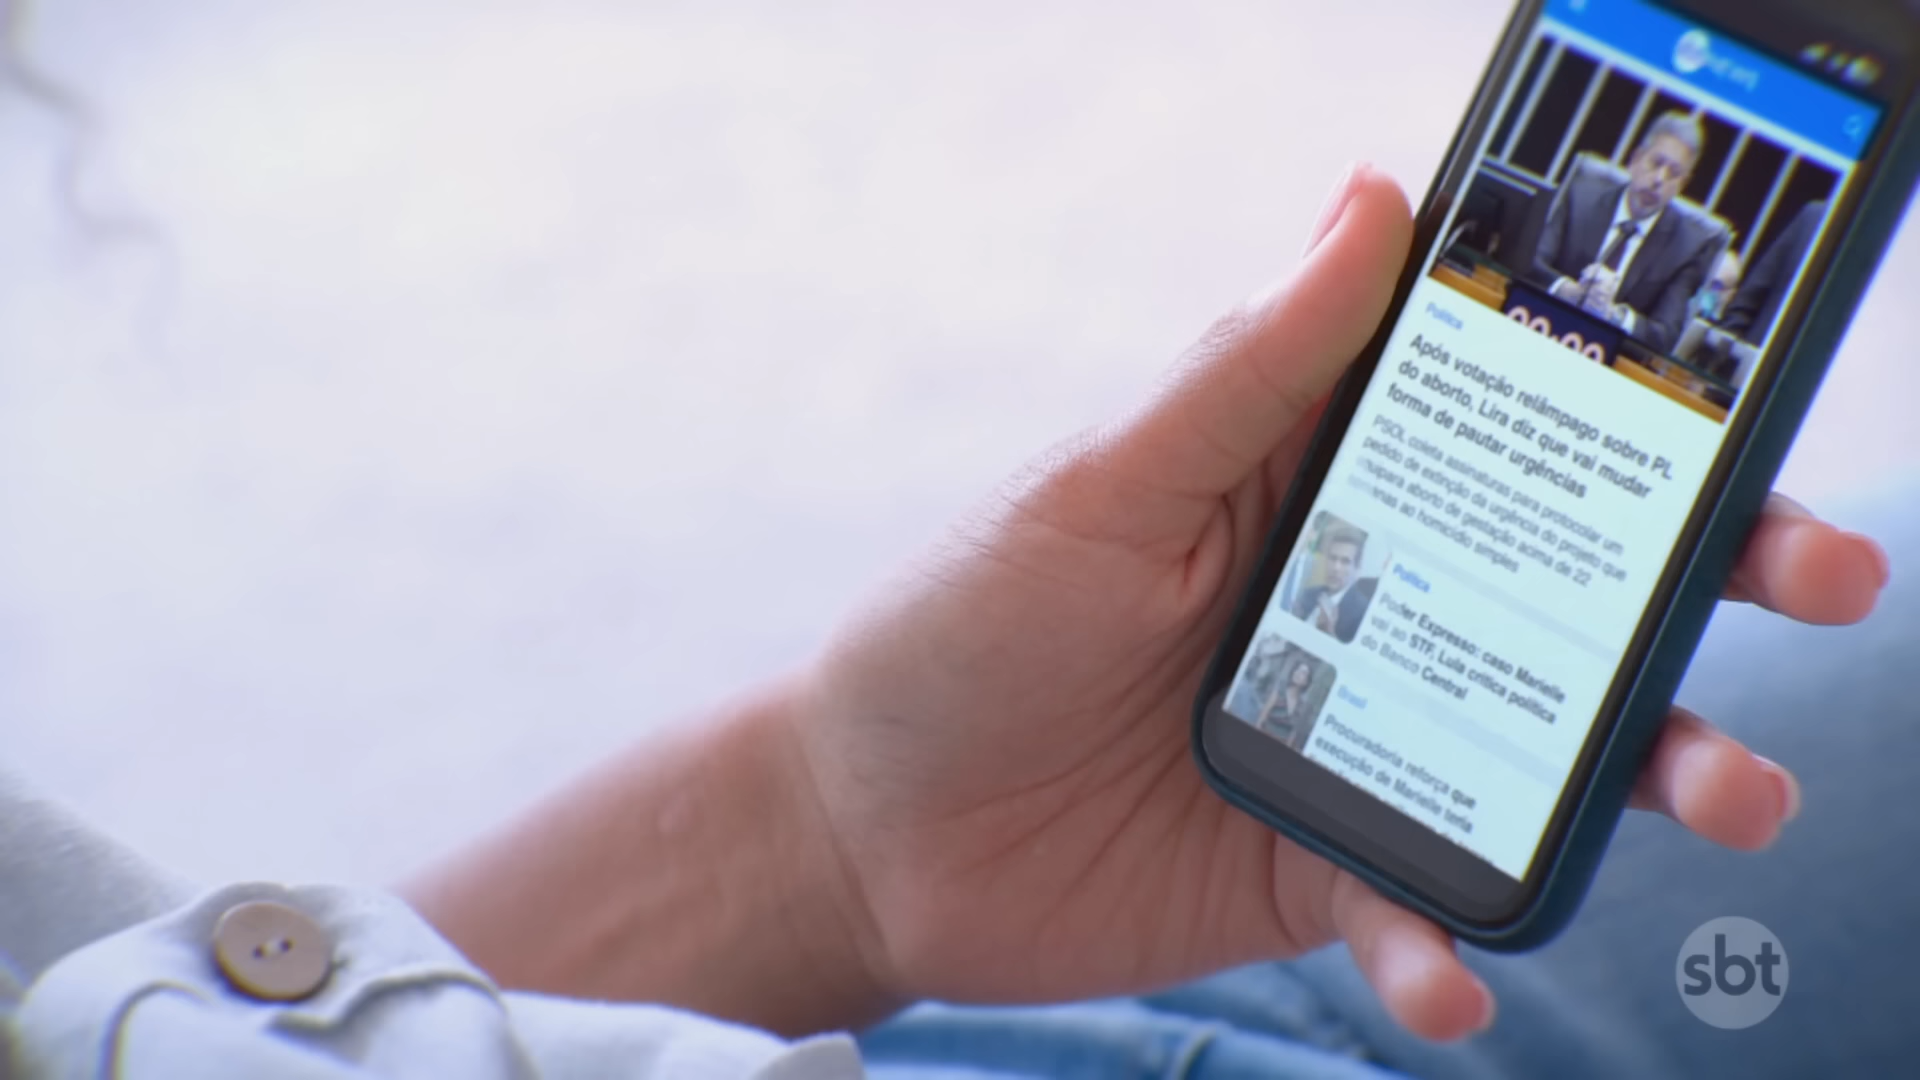 news
00:00
Política
Após votação relâmpago sobre PL
do aborto, Lira diz que vai mudar
forma de pautar urgências
PSOL coleta assinaturas para protocolar um
pedido de extinção da urgência do projeto que
aborto de gestação acima de 22
ao homicídio simples
Política
Poder Expresso: caso Marielle
vai ao STF, Lula critica política
do Banco Central
Brasil
Procuradoria reforça que
execução de Marielle teria
sbt